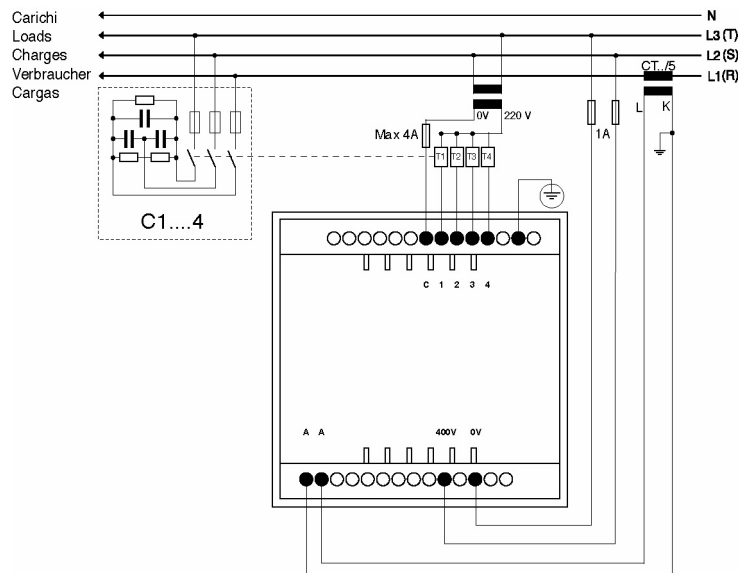 Carichi
Loads
Charges
Verbraucher
Cargas
N
L3 (T)
L2 (S)
L1(R)
CT../5
L K
0V 220 V
Max 4A
1A
T1 T2 T3 T4
C1....4
C 1 2 3 4
A A 400V 0V